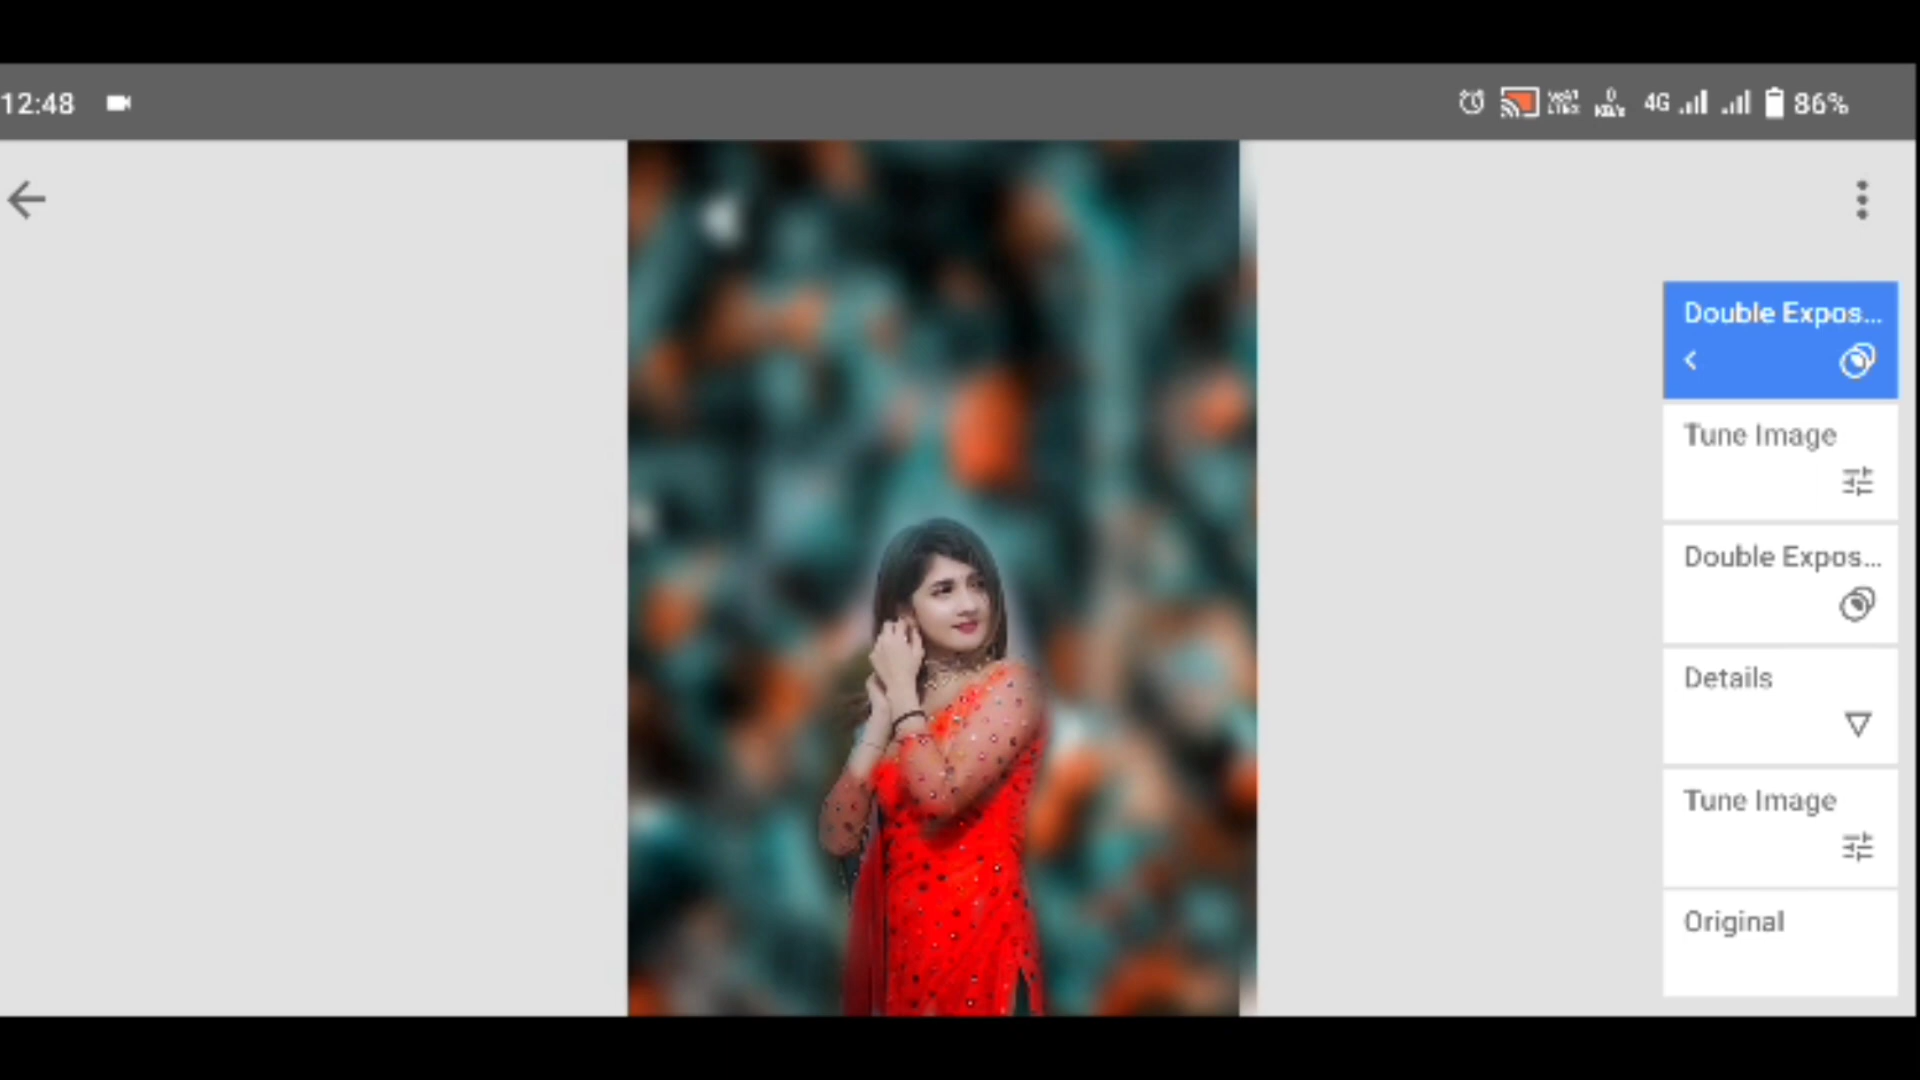 12:48
4G 86%
Double Expos...
Tune Image
Double Expos...
Details
Tune Image
Original